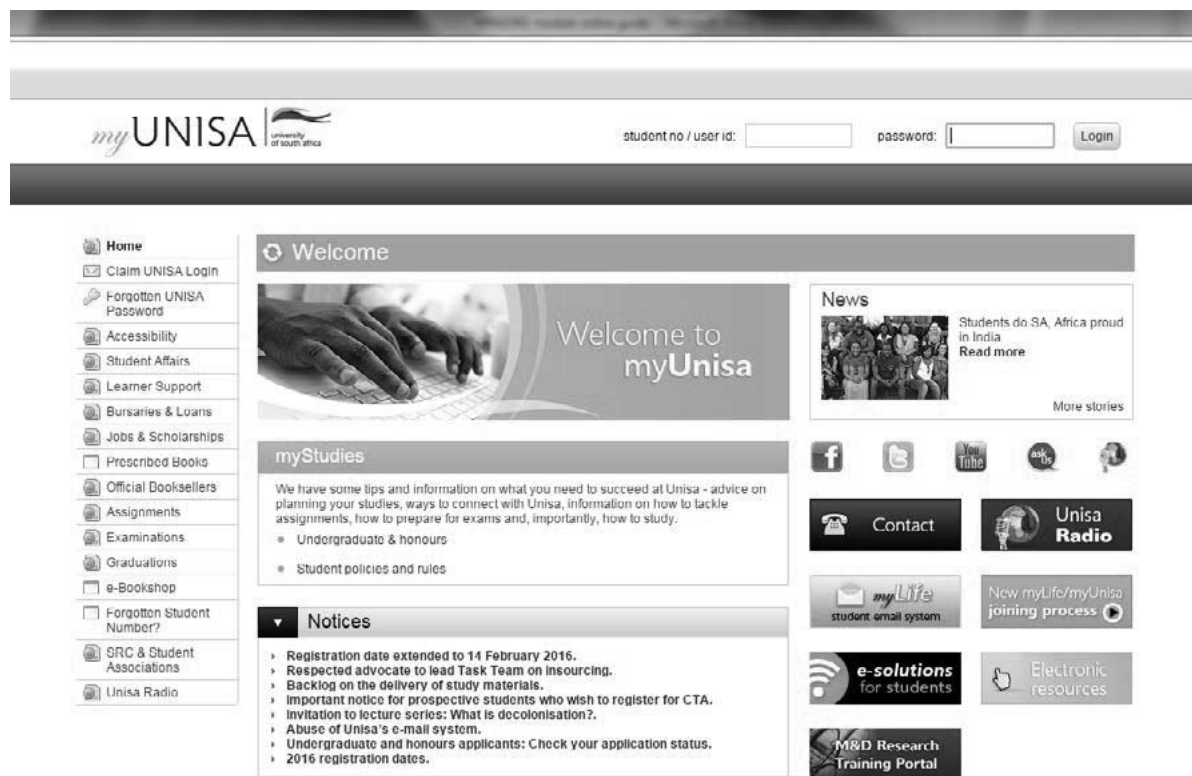 myUNISA
university
of south africa
student no / user id:
password:
Login
Home
Claim UNISA Login
Forgotten UNISA
Password
Accessibility
Student Affairs
Learner Support
Bursaries & Loans
Jobs & Scholarships
Prescribed Books
Official Booksellers
Assignments
Examinations
Graduations
e-Bookshop
Forgotten Student
Number?
SRC & Student
Associations
Unisa Radio
Welcome
Welcome to
myUnisa
myStudies
We have some tips and information on what you need to succeed at Unisa - advice on
planning your studies, ways to connect with Unisa, information on how to tackle
assignments, how to prepare for exams and, importantly, how to study.
Undergraduate & honours
Student policies and rules
Notices
Registration date extended to 14 February 2016.
Respected advocate to lead Task Team on insourcing.
Backlog on the delivery of study materials.
Important notice for prospective students who wish to register for CTA.
Invitation to lecture series: What is decolonisation?.
Abuse of Unisa's e-mail system.
Undergraduate and honours applicants: Check your application status.
2016 registration dates.
News
Students do SA, Africa proud
in India
Read more
More stories
f
You
Tube
ask
us
Contact
Unisa
Radio
myLife
student email system
New myLife/myUnisa
joining process
e-solutions
for students
Electronic
resources
M&D Research
Training Portal